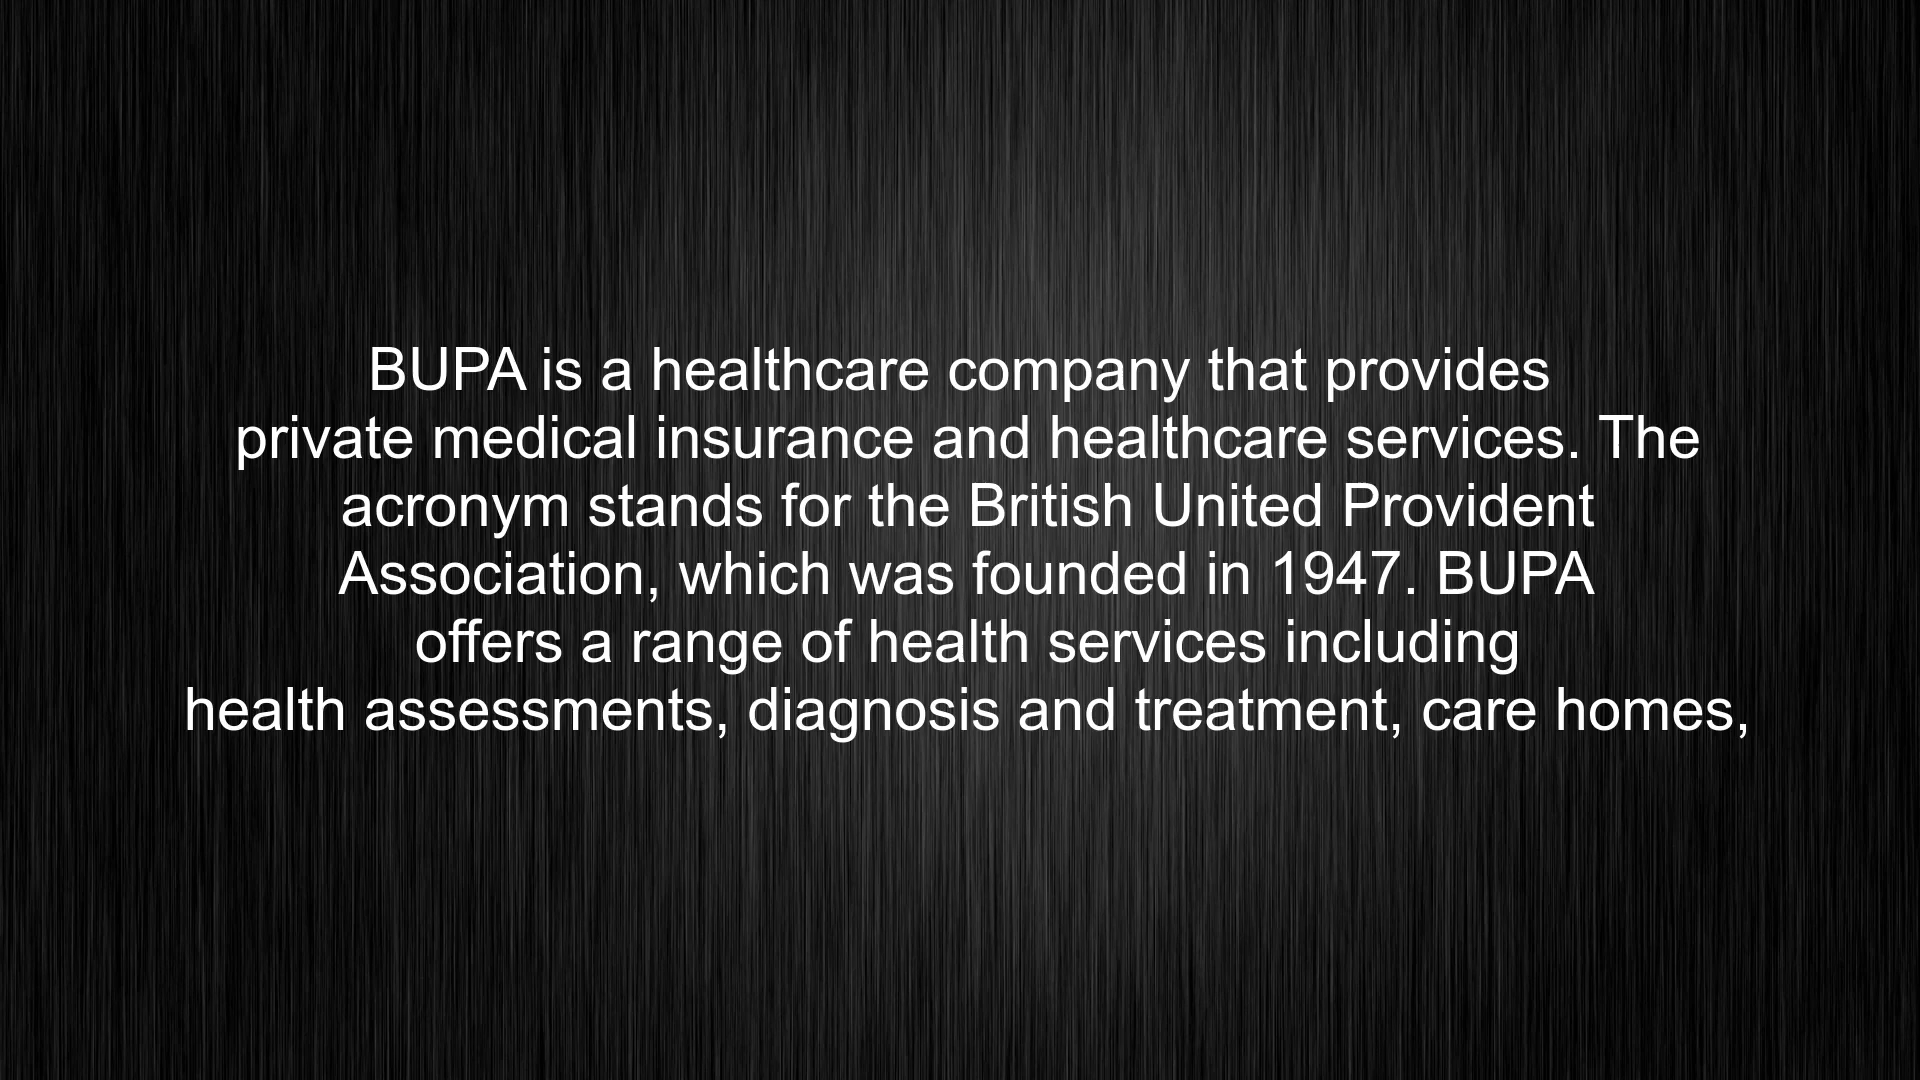 BUPA is a healthcare company that provides
private medical insurance and healthcare services. The
acronym stands for the British United Provident
Association, which was founded in 1947. BUPA
offers a range of health services including
health assessments, diagnosis and treatment, care homes,